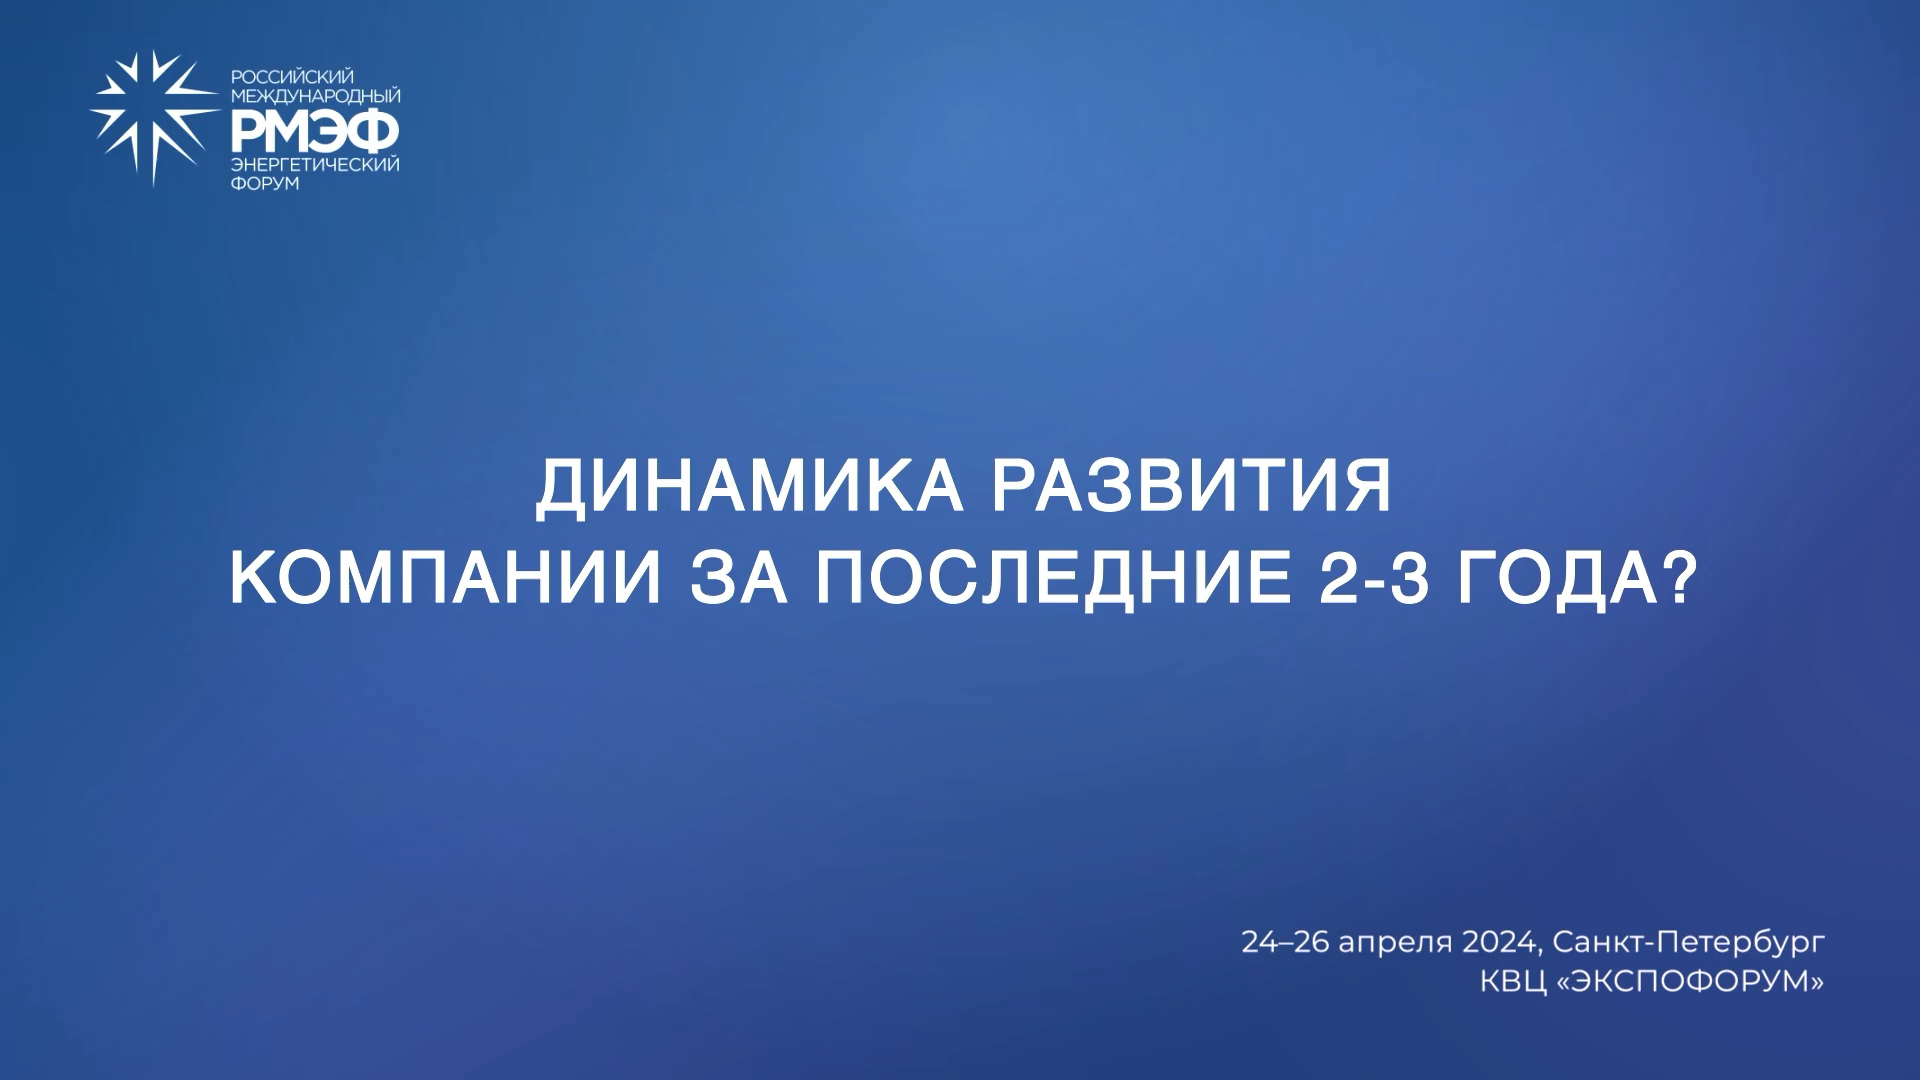 РОССИЙСКИЙ
МЕЖДУНАРОДНЫЙ
РМЭФ
ЭНЕРГЕТИЧЕСКИЙ
ФОРУМ
ДИНАМИКА РАЗВИТИЯ
КОМПАНИИ ЗА ПОСЛЕДНИЕ 2-3 ГОДА?
24–26 апреля 2024, Санкт-Петербург
КВЦ «ЭКСПОФОРУМ»